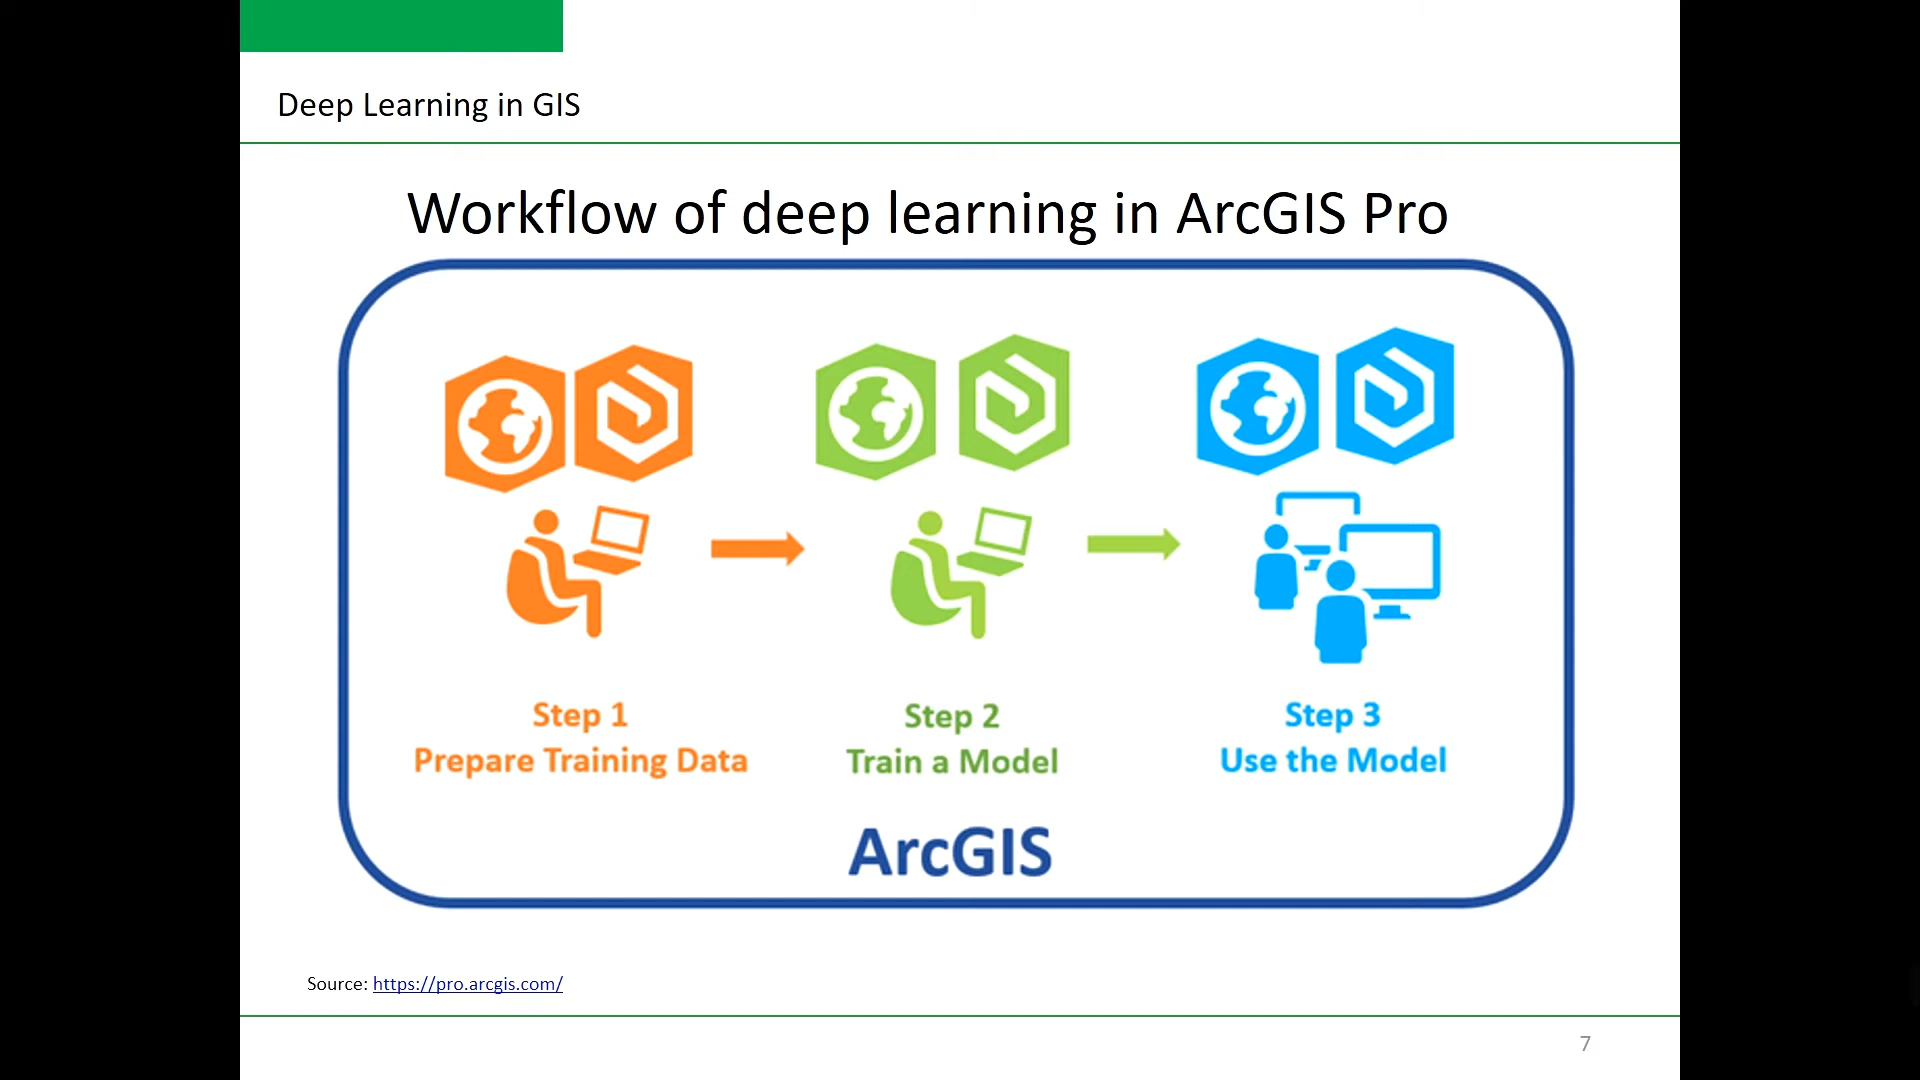 Deep Learning in GIS
Workflow of deep learning in ArcGIS Pro
Step 1
Prepare Training Data
Step 2
Train a Model
Step 3
Use the Model
ArcGIS
Source: https://pro.arcgis.com/
7